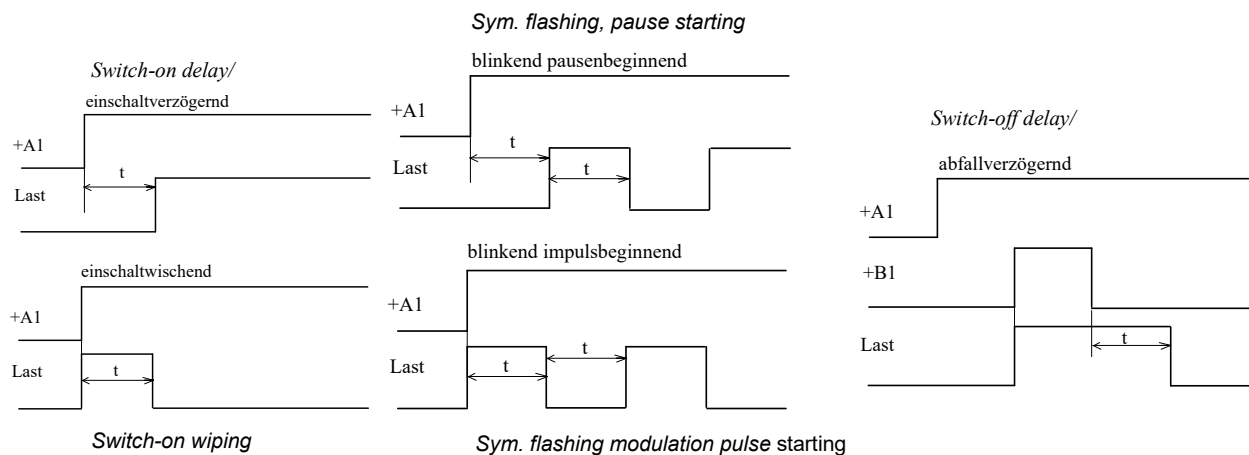 Sym. flashing, pause starting
Switch-on delay/
einschaltverzögernd
+A1
t
Last
einschaltwischend
+A1
Last
t
Switch-on wiping
blinkend pausenbeginnend
+A1
t
Last
t
blinkend impulsbeginnend
+A1
Last
t
t
Sym. flashing modulation pulse starting
Switch-off delay/
abfallverzögernd
+A1
+B1
Last
t